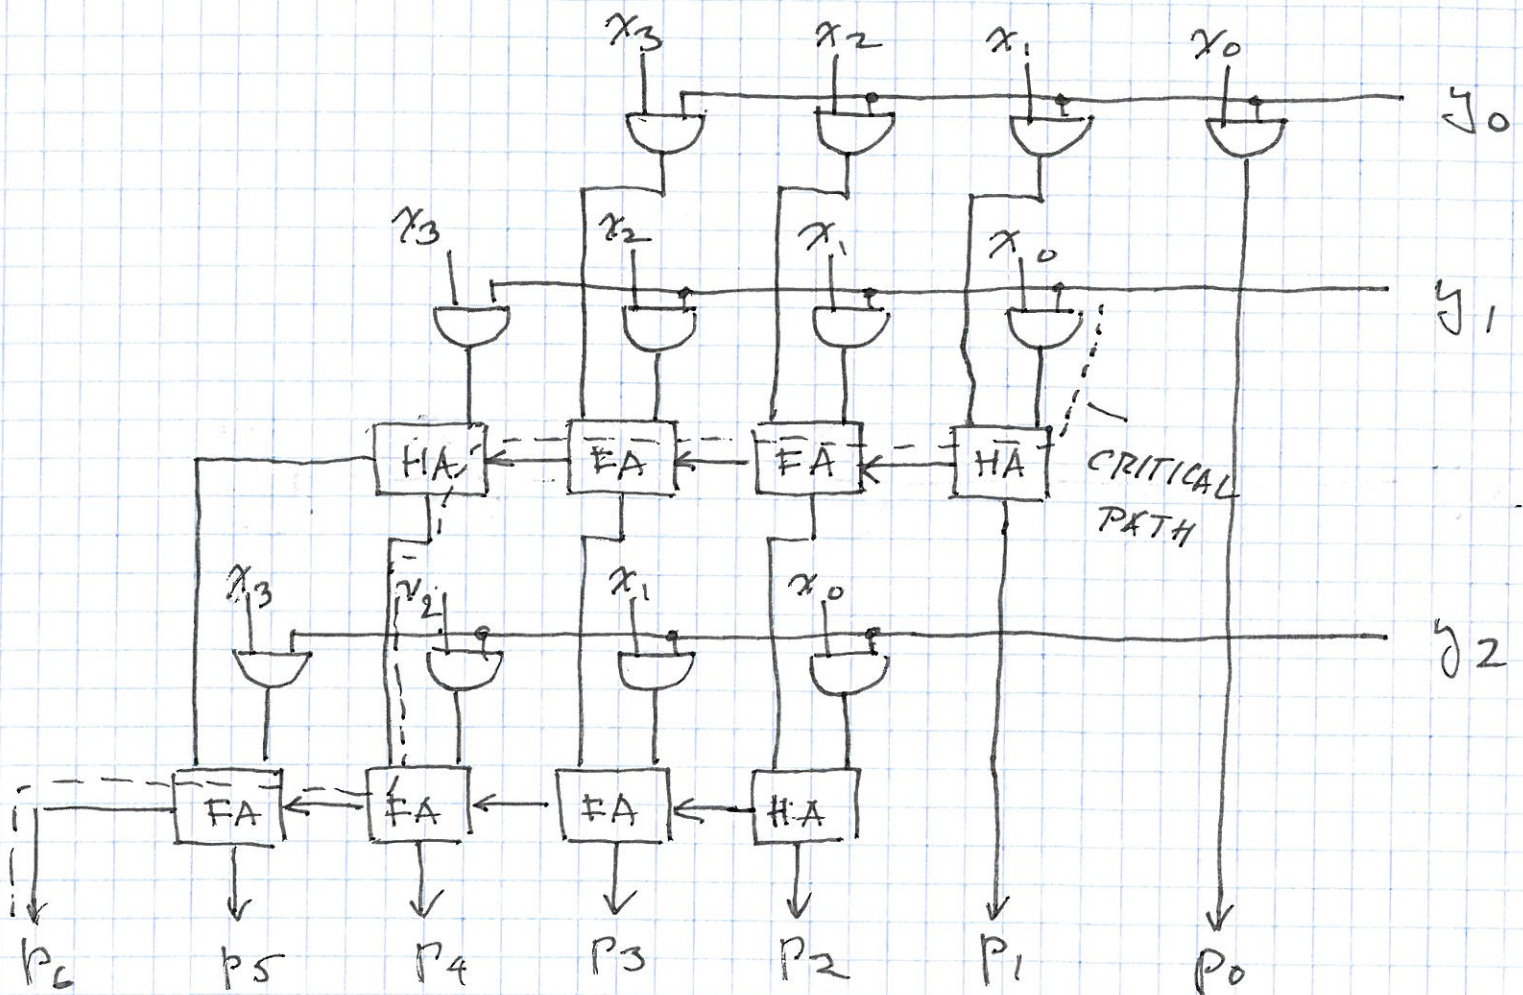 x3 x2 x1 x0
y0
x3 x2 x1 x0
y1
HA FA FA HA
CRITICAL
PATH
x3 x2 x1 x0
y2
FA FA FA HA
P6 P5 P4 P3 P2 P1 P0